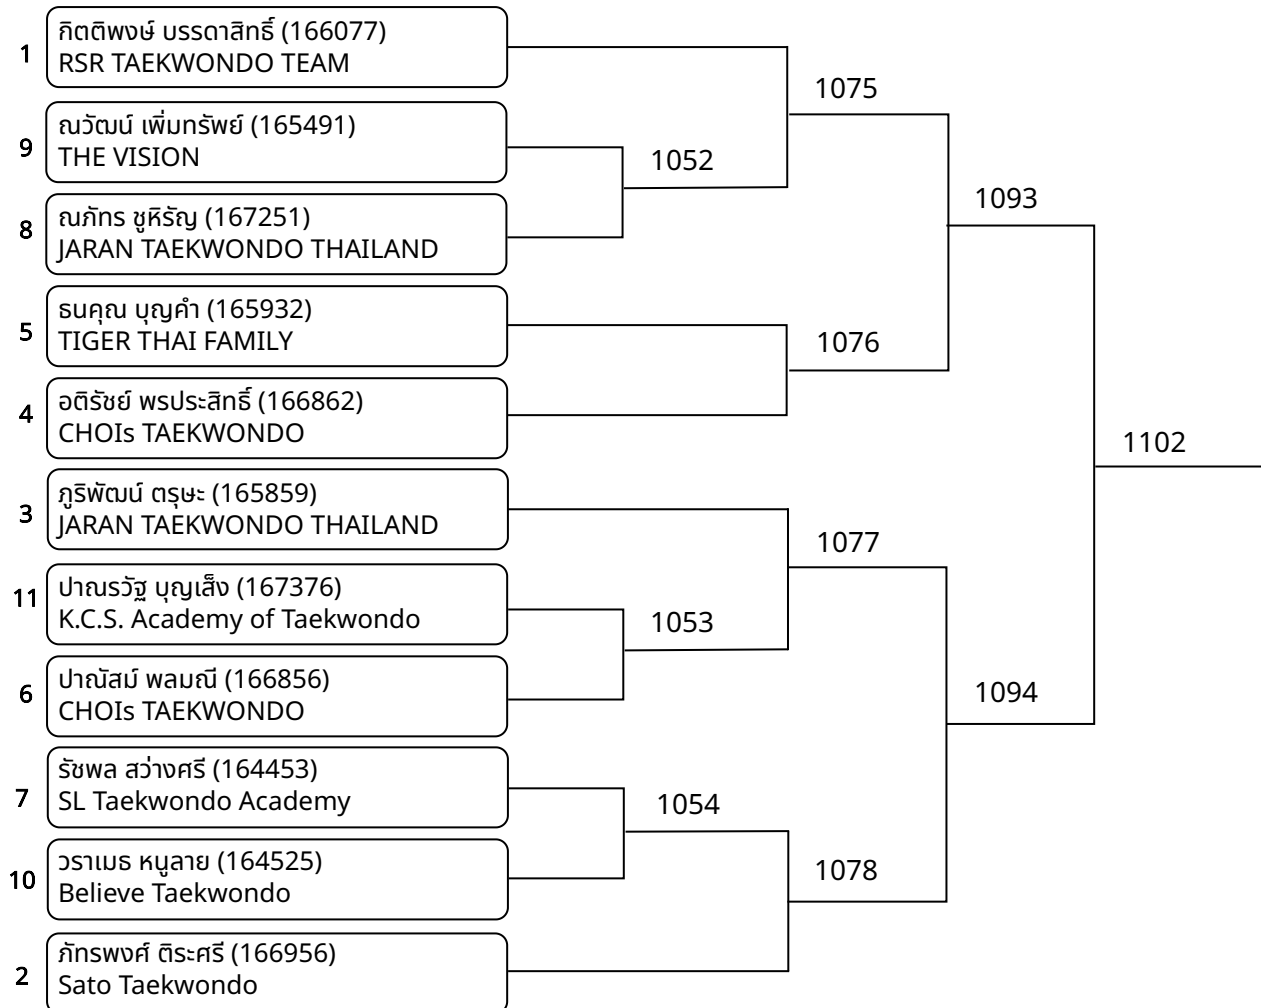 1
กิตติพงษ์ บรรดาสิทธิ์ (166077)
RSR TAEKWONDO TEAM
1075
9
ณวัฒน์ เพิ่มทรัพย์ (165491)
THE VISION
1052
8
ณภัทร ชูหิรัญ (167251)
JARAN TAEKWONDO THAILAND
1093
5
ธนคุณ บุญคำ (165932)
TIGER THAI FAMILY
1076
4
อติรัชย์ พรประสิทธิ์ (166862)
CHOIs TAEKWONDO
1102
3
ภูริพัฒน์ ตรุษะ (165859)
JARAN TAEKWONDO THAILAND
1077
11
ปาณรวัฐ บุญเส็ง (167376)
K.C.S. Academy of Taekwondo
1053
6
ปาณัสม์ พลมณี (166856)
CHOIs TAEKWONDO
1094
7
รัชพล สว่างศรี (164453)
SL Taekwondo Academy
1054
10
วราเมธ หนูลาย (164525)
Believe Taekwondo
1078
2
ภัทรพงศ์ ติระศรี (166956)
Sato Taekwondo